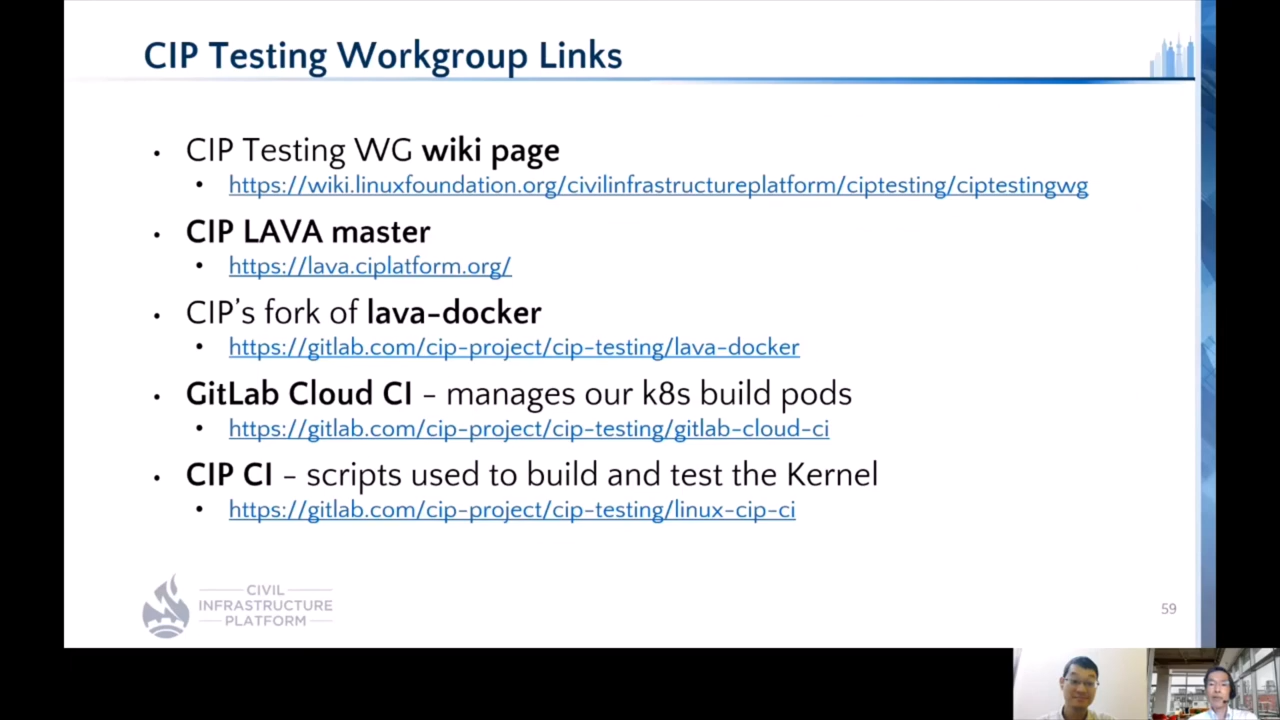 CIP Testing Workgroup Links
• CIP Testing WG wiki page
• https://wiki.linuxfoundation.org/civilinfrastructureplatform/ciptesting/ciptestingwg
• CIP LAVA master
• https://lava.ciplatform.org/
• CIP’s fork of lava-docker
• https://gitlab.com/cip-project/cip-testing/lava-docker
• GitLab Cloud CI – manages our k8s build pods
• https://gitlab.com/cip-project/cip-testing/gitlab-cloud-ci
• CIP CI – scripts used to build and test the Kernel
• https://gitlab.com/cip-project/cip-testing/linux-cip-ci
CIVIL
INFRASTRUCTURE
PLATFORM
59